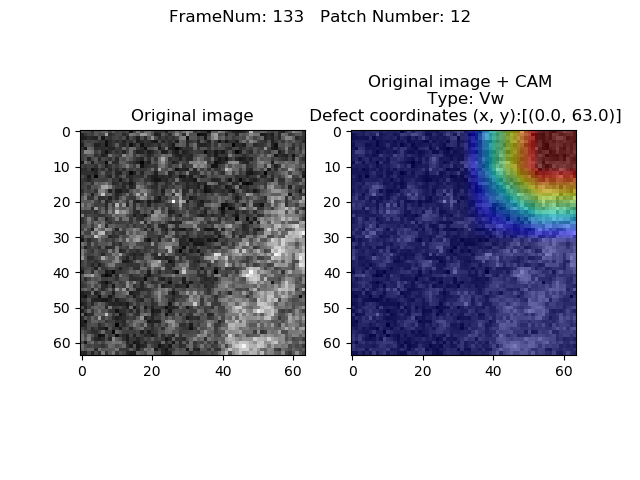 FrameNum: 133   Patch Number: 12
Original image
Original image + CAM
Type: Vw
Defect coordinates (x, y):[(0.0, 63.0)]
0
10
20
30
40
50
60
0 20 40 60
0
10
20
30
40
50
60
0 20 40 60